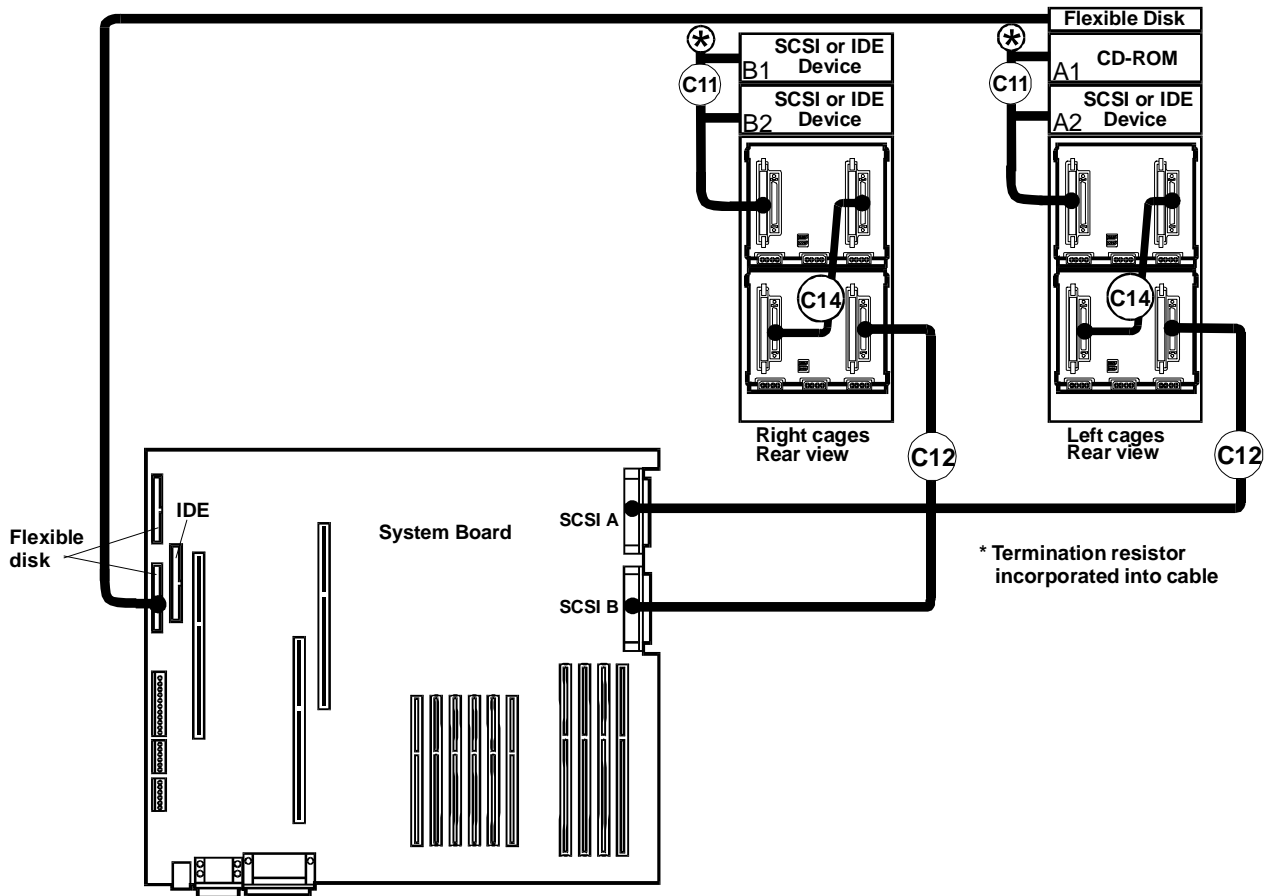 Flexible Disk
*
SCSI or IDE
Device
B1
C11
SCSI or IDE
Device
B2
*
CD-ROM
A1
C11
SCSI or IDE
Device
A2
C14
C14
Right cages
Rear view
Left cages
Rear view
C12
C12
IDE
Flexible
disk
System Board
SCSI A
SCSI B
* Termination resistor
incorporated into cable